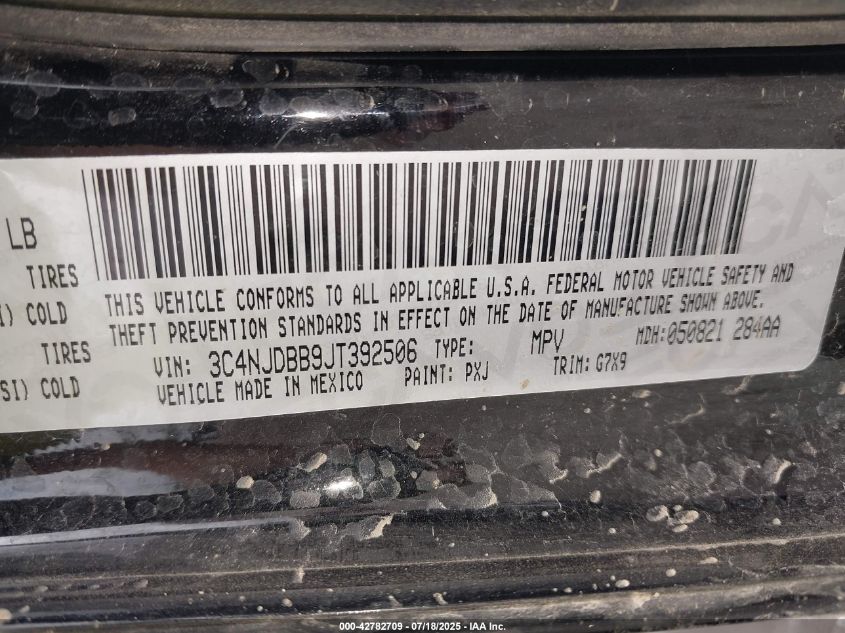 LB
TIRES
I) COLD
TIRES
SI) COLD
THIS VEHICLE CONFORMS TO ALL APPLICABLE U.S.A. FEDERAL MOTOR VEHICLE SAFETY AND
THEFT PREVENTION STANDARDS IN EFFECT ON THE DATE OF MANUFACTURE SHOWN ABOVE.
VIN: 3C4NJDBB9JT392506 TYPE: MPV MDH:050821 284AA
VEHICLE MADE IN MEXICO PAINT: PXJ TRIM: G7X9
000-42782709 - 07/18/2025 - IAA Inc.